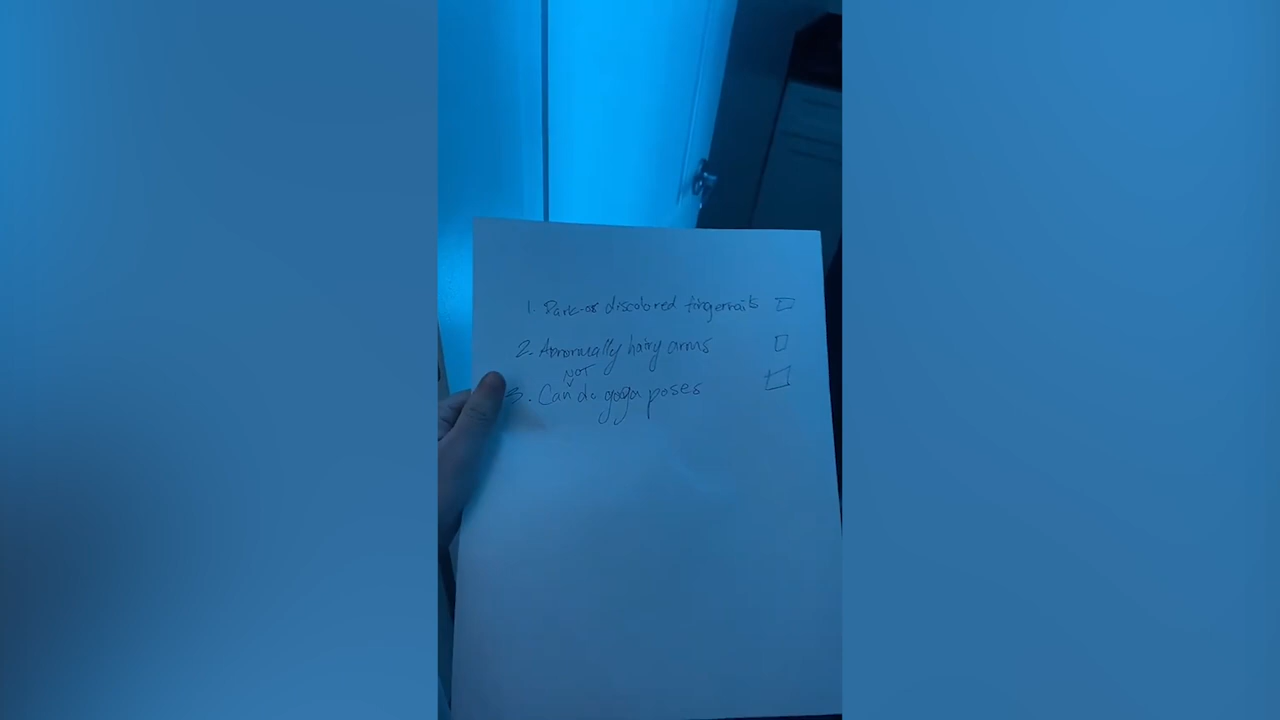 1. Dark or discolored fingernails
2. Abnormally hairy arms
NOT
3. Can do yoga poses